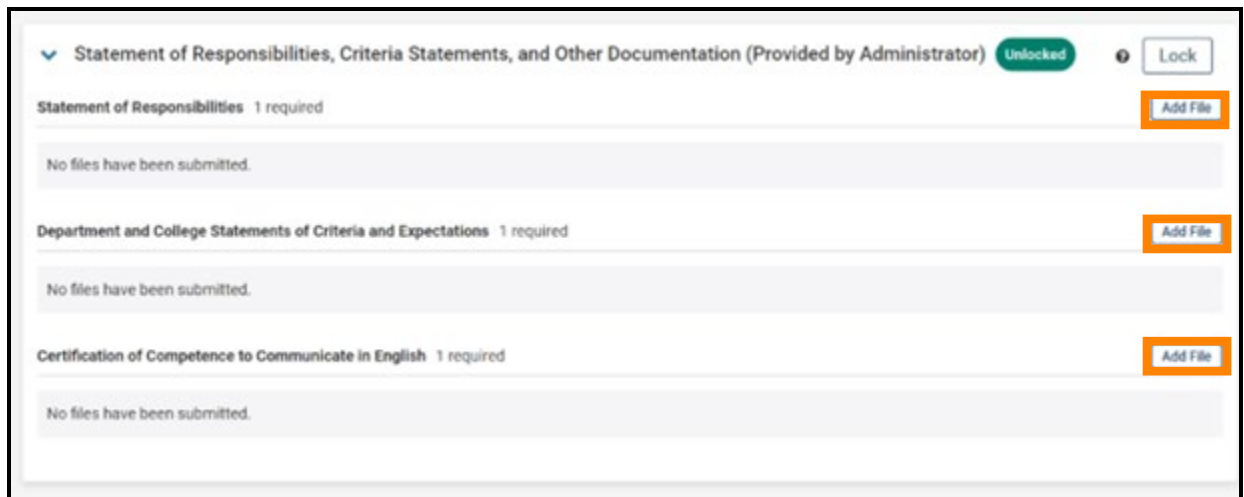 Statement of Responsibilities, Criteria Statements, and Other Documentation (Provided by Administrator) Unlocked ? Lock
Statement of Responsibilities 1 required Add File
No files have been submitted.
Department and College Statements of Criteria and Expectations 1 required Add File
No files have been submitted.
Certification of Competence to Communicate in English 1 required Add File
No files have been submitted.